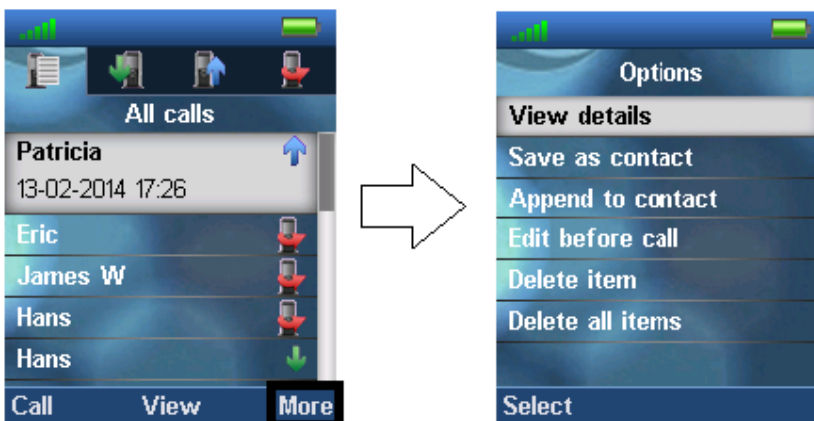 All calls
Patricia
13-02-2014 17:26
Eric
James W
Hans
Hans
Call View More
Options
View details
Save as contact
Append to contact
Edit before call
Delete item
Delete all items
Select